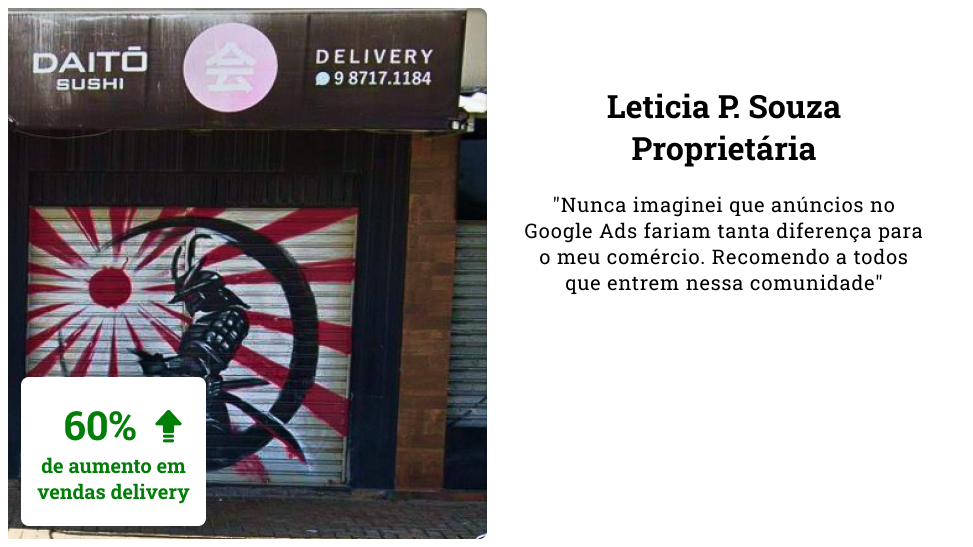 DAITŌ
SUSHI
会
DELIVERY
9 8717.1184
Leticia P. Souza
Proprietária
"Nunca imaginei que anúncios no
Google Ads fariam tanta diferença para
o meu comércio. Recomendo a todos
que entrem nessa comunidade"
60%
de aumento em
vendas delivery